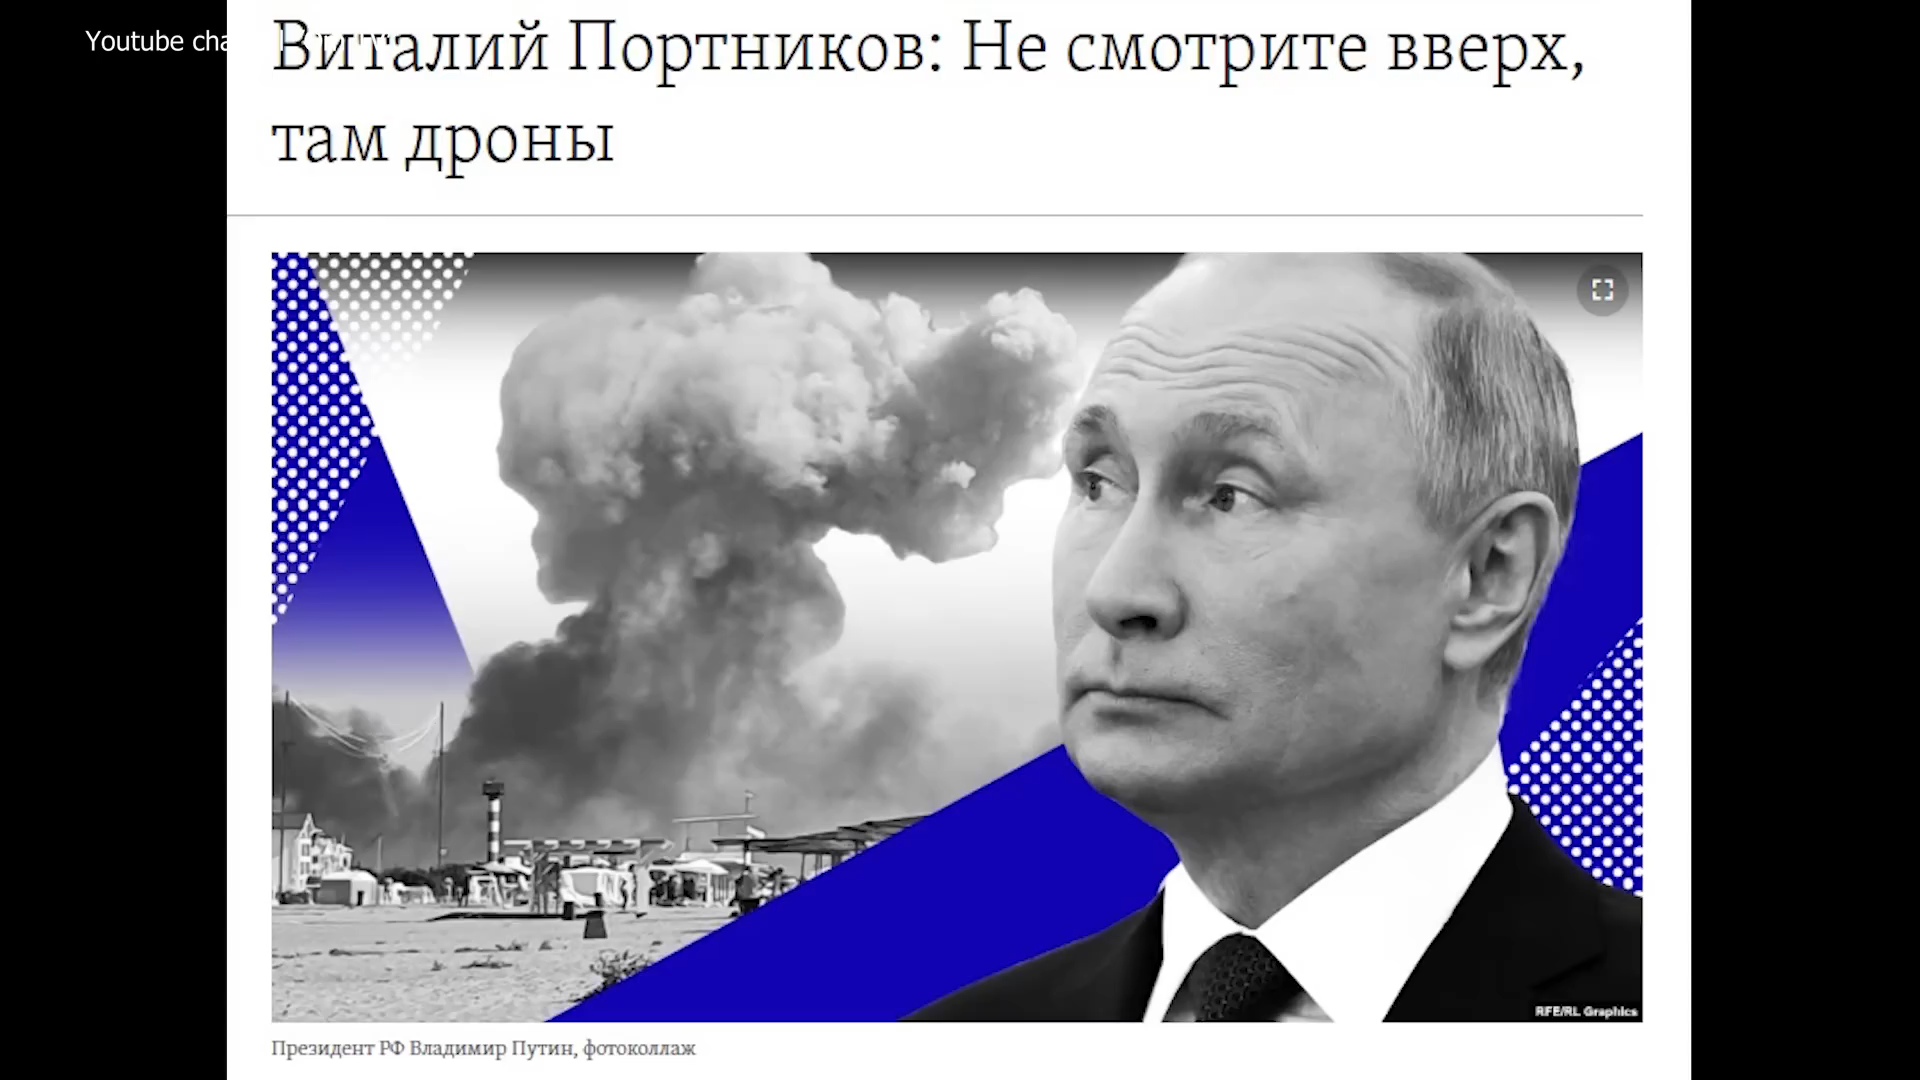 Youtube cha
Виталий Портников: Не смотрите вверх,
там дроны
RFE/RL Graphics
Президент РФ Владимир Путин, фотоколлаж